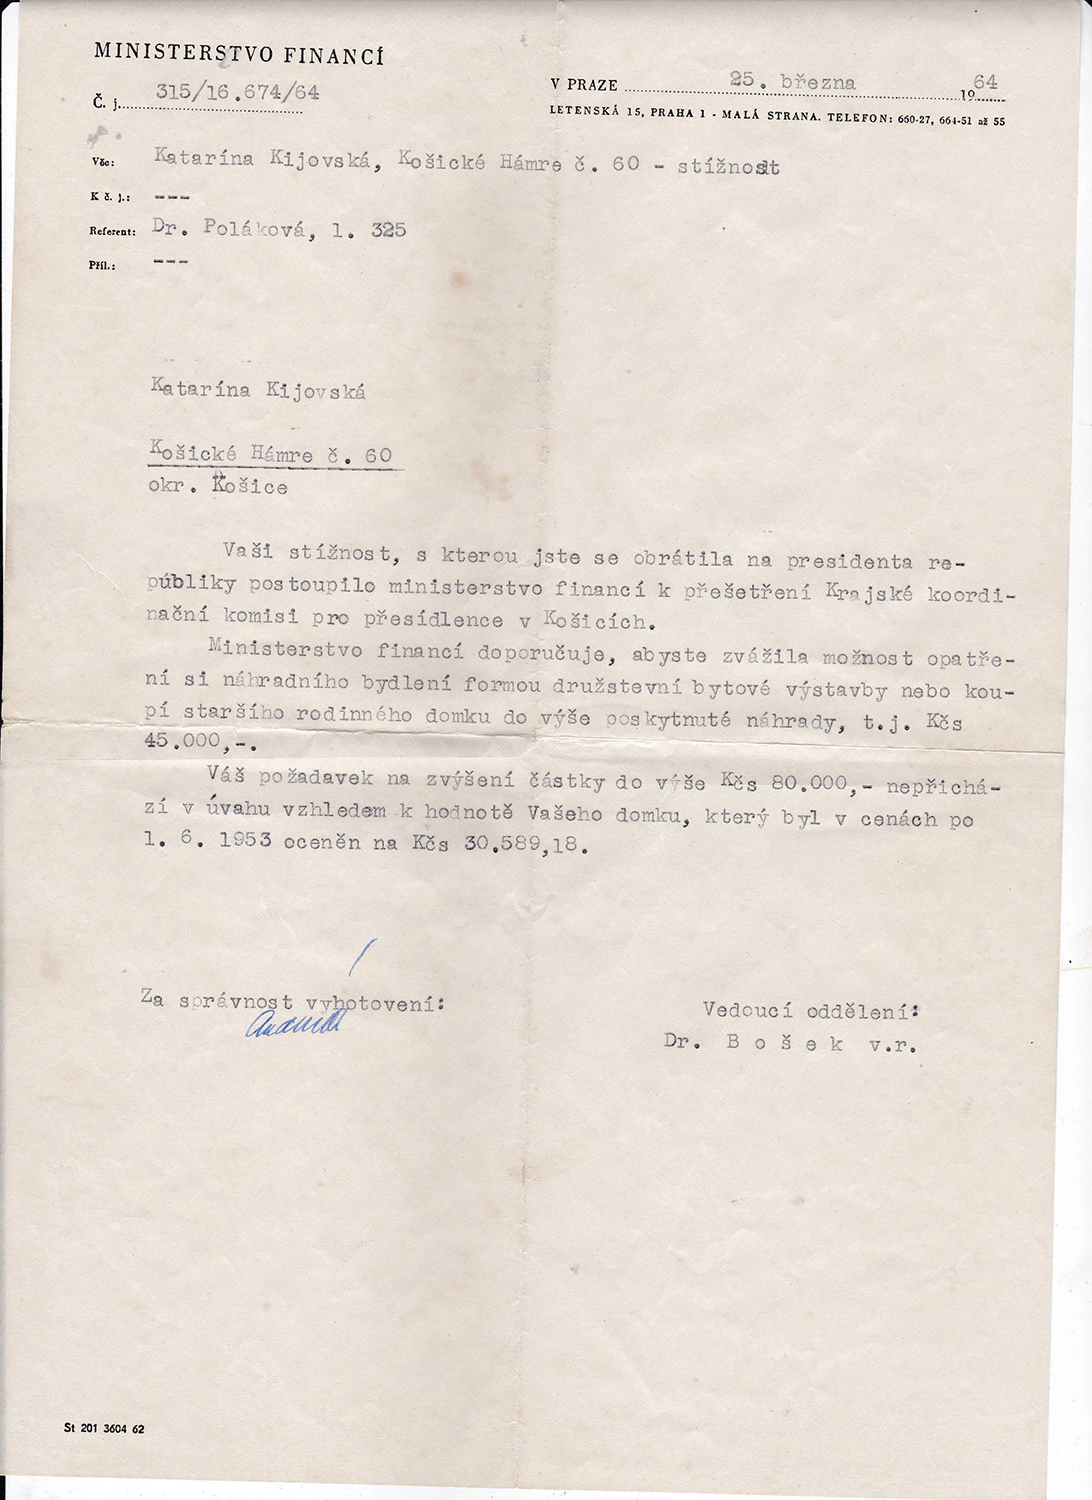 MINISTERSTVO FINANCÍ
Č. j. 315/16.674/64
V PRAZE 25. března 1964
LETENSKÁ 15, PRAHA 1 - MALÁ STRANA. TELEFON: 660-27, 664-51 až 55
Věc: Katarína Kijovská, Košické Hámre č. 60 - stížnost
K č. j.: ---
Referent: Dr. Poláková, l. 325
Příl.: ---
Katarína Kijovská
Košické Hámre č. 60
okr. Košice
Vaši stížnost, s kterou jste se obrátila na presidenta re-
publiky postoupilo ministerstvo financí k přešetření Krajské koordi-
nační komisi pro přesídlence v Košicích.
Ministerstvo financí doporučuje, abyste zvážila možnost opatře-
ní si náhradního bydlení formou družstevní bytové výstavby nebo kou-
pí staršího rodinného domku do výše poskytnuté náhrady, t.j. Kčs
45.000,-.
Váš požadavek na zvýšení částky do výše Kčs 80.000,- nepřichá-
zí v úvahu vzhledem k hodnotě Vašeho domku, který byl v cenách po
1. 6. 1953 oceněn na Kčs 30.589,18.
Za správnost vyhotovení:
Vedoucí oddělení:
Dr. B o š e k v.r.
St 201 3604 62